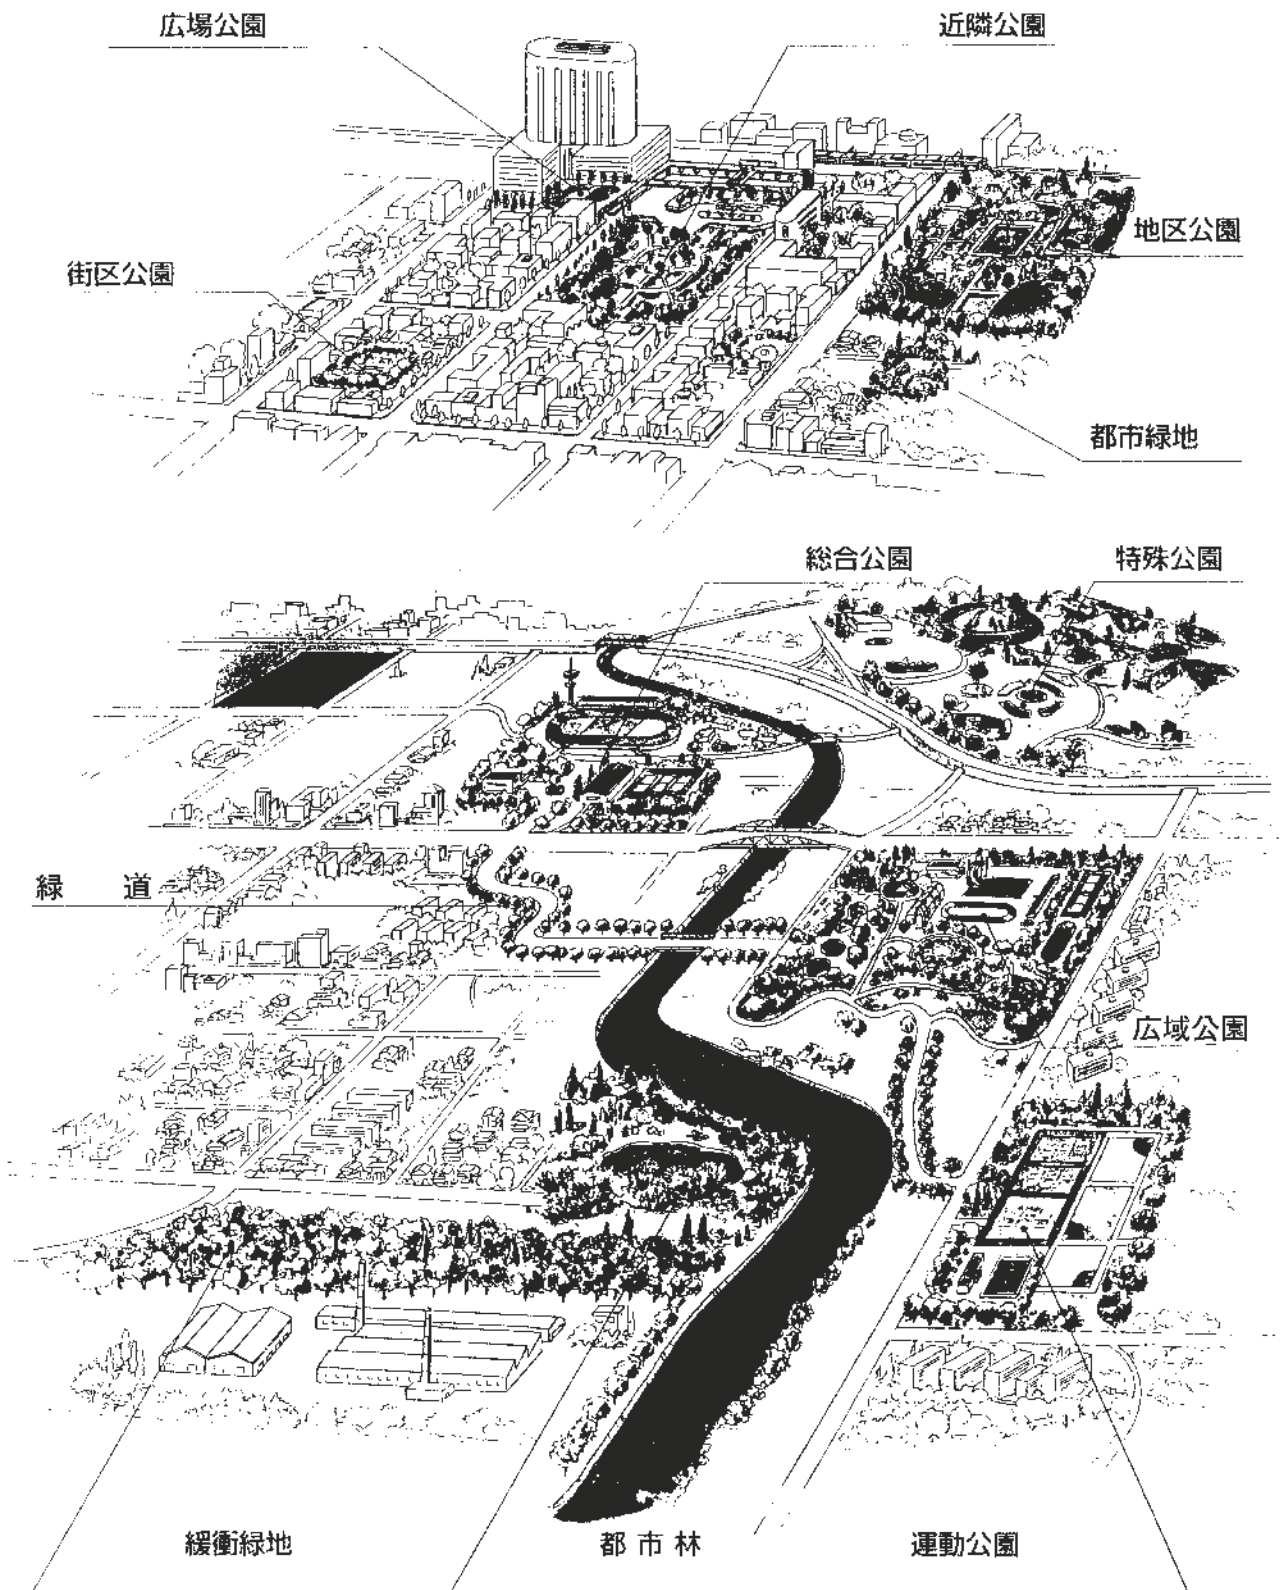 広場公園
近隣公園
地区公園
街区公園
都市緑地
総合公園
特殊公園
緑 道
広域公園
緩衝緑地
都市林
運動公園